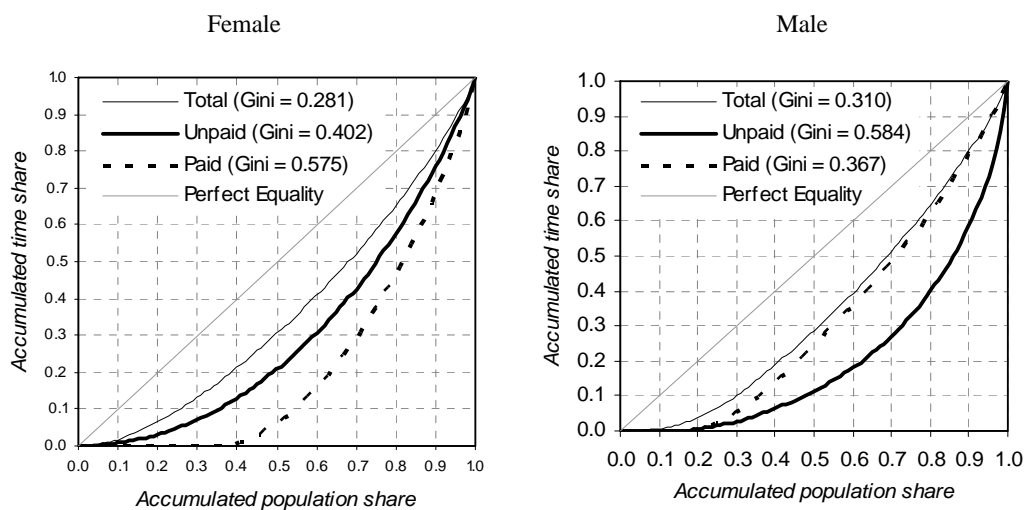 Female
Male
1.0
0.9
0.8
0.7
0.6
0.5
0.4
0.3
0.2
0.1
0.0
Accumulated time share
Total (Gini = 0.281)
Unpaid (Gini = 0.402)
Paid (Gini = 0.575)
Perfect Equality
0.0 0.1 0.2 0.3 0.4 0.5 0.6 0.7 0.8 0.9 1.0
Accumulated population share
1.0
0.9
0.8
0.7
0.6
0.5
0.4
0.3
0.2
0.1
0.0
Accumulated time share
Total (Gini = 0.310)
Unpaid (Gini = 0.584)
Paid (Gini = 0.367)
Perfect Equality
0.0 0.1 0.2 0.3 0.4 0.5 0.6 0.7 0.8 0.9 1.0
Accumulated population share